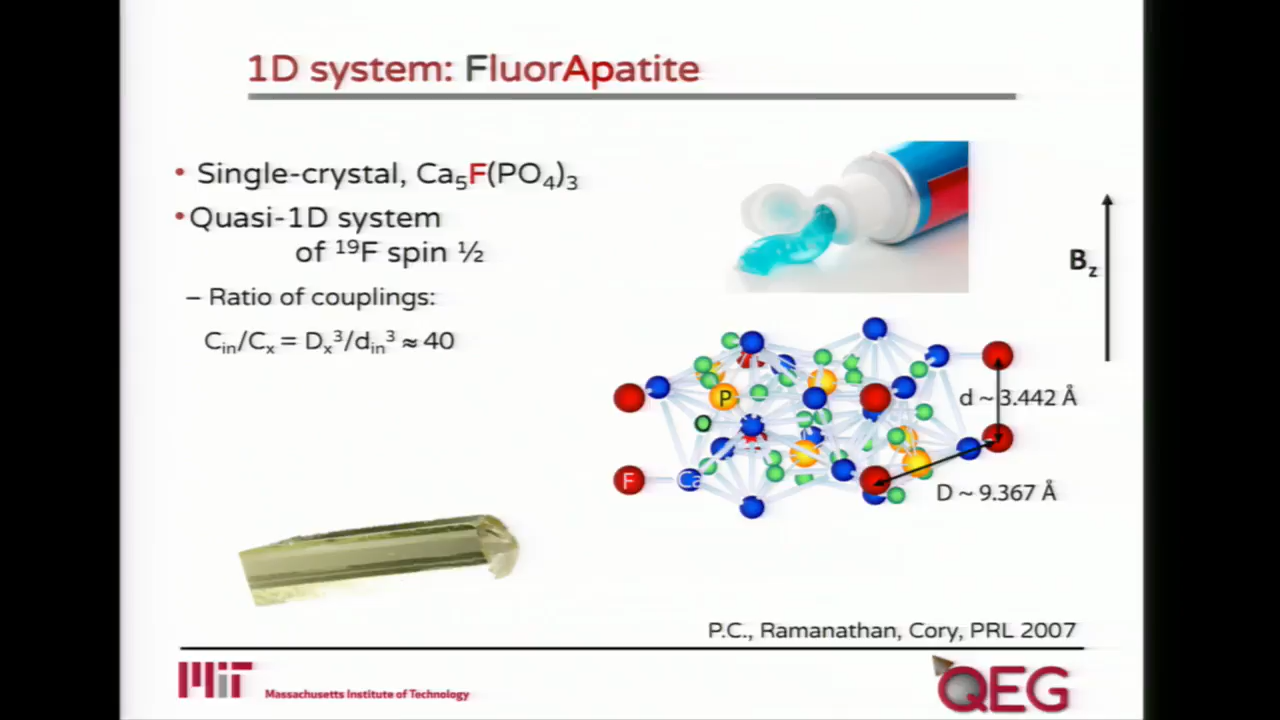 1D system: FluorApatite
• Single-crystal, Ca₅F(PO₄)₃
• Quasi-1D system
of ¹⁹F spin ½
– Ratio of couplings:
Cᵢₙ/Cₓ = Dₓ³/dᵢₙ³ ≈ 40
B_z
P
d ~ 3.442 Å
O
F
Ca
D ~ 9.367 Å
P.C., Ramanathan, Cory, PRL 2007
MIT
Massachusetts Institute of Technology
QEG